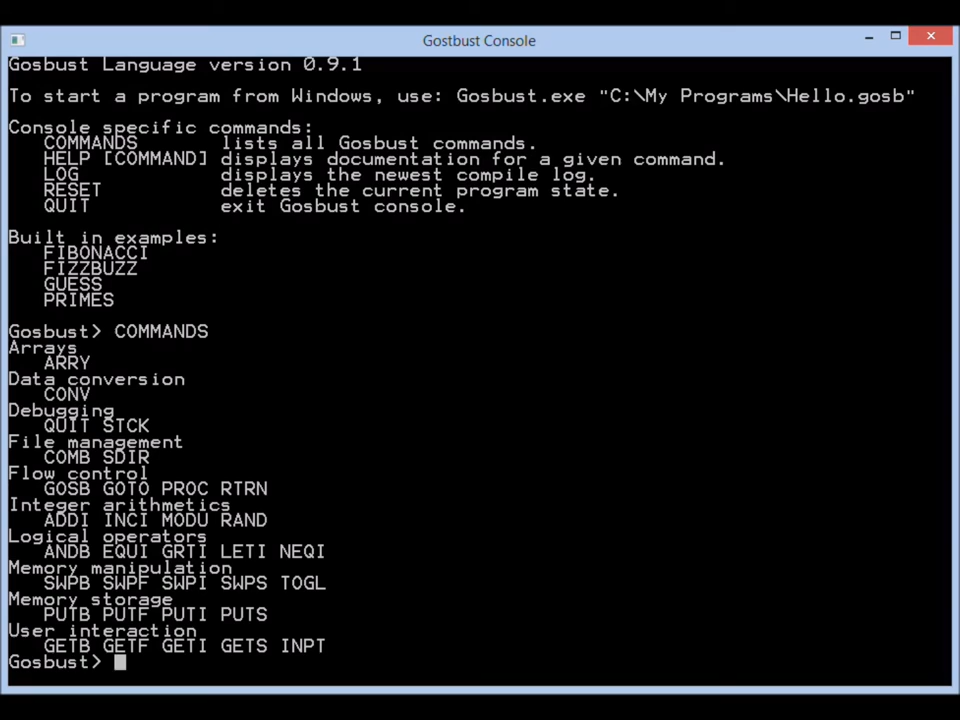 Gostbust Console
Gosbust Language version 0.9.1
To start a program from Windows, use: Gosbust.exe "C:\My Programs\Hello.gosb"
Console specific commands:
COMMANDS lists all Gosbust commands.
HELP [COMMAND] displays documentation for a given command.
LOG displays the newest compile log.
RESET deletes the current program state.
QUIT exit Gosbust console.
Built in examples:
FIBONACCI
FIZZBUZZ
GUESS
PRIMES
Gosbust> COMMANDS
Arrays
ARRY
Data conversion
CONV
Debugging
QUIT STCK
File management
COMB SDIR
Flow control
GOSB GOTO PROC RTRN
Integer arithmetics
ADDI INCI MODU RAND
Logical operators
ANDB EQUI GRTI LETI NEQI
Memory manipulation
SWPB SWPF SWPI SWPS TOGL
Memory storage
PUTB PUTF PUTI PUTS
User interaction
GETB GETF GETI GETS INPT
Gosbust>